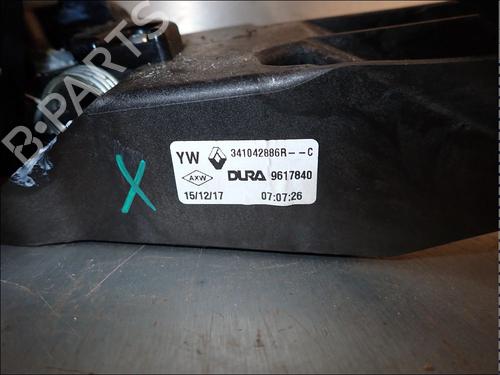 B-PARTS
YW 341042886R--C
AXW DURA 9617840
15/12/17 07:07:26
X